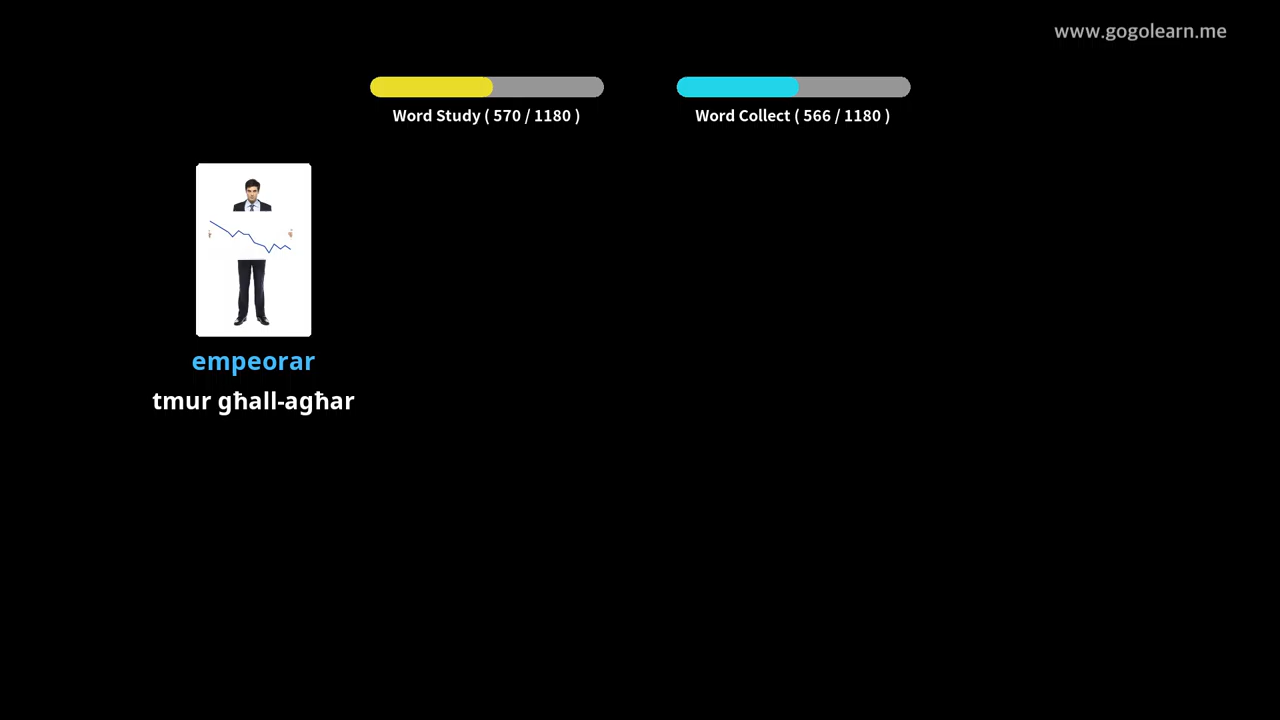 www.gogolearn.me
Word Study ( 570 / 1180 )
Word Collect ( 566 / 1180 )
empeorar
tmur għall-agħar